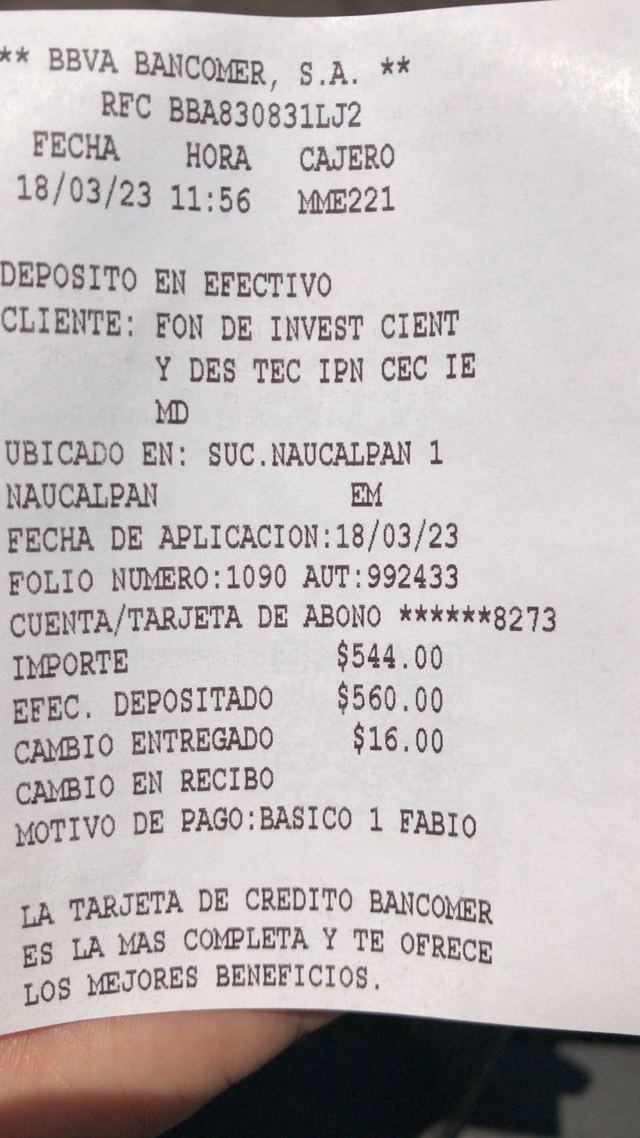 ** BBVA BANCOMER, S.A. **
RFC BBA830831LJ2
FECHA HORA CAJERO
18/03/23 11:56 MME221
DEPOSITO EN EFECTIVO
CLIENTE: FON DE INVEST CIENT
Y DES TEC IPN CEC IE
MD
UBICADO EN: SUC.NAUCALPAN 1
NAUCALPAN EM
FECHA DE APLICACION:18/03/23
FOLIO NUMERO:1090 AUT:992433
CUENTA/TARJETA DE ABONO ******8273
IMPORTE $544.00
EFEC. DEPOSITADO $560.00
CAMBIO ENTREGADO $16.00
CAMBIO EN RECIBO
MOTIVO DE PAGO:BASICO 1 FABIO
LA TARJETA DE CREDITO BANCOMER
ES LA MAS COMPLETA Y TE OFRECE
LOS MEJORES BENEFICIOS.